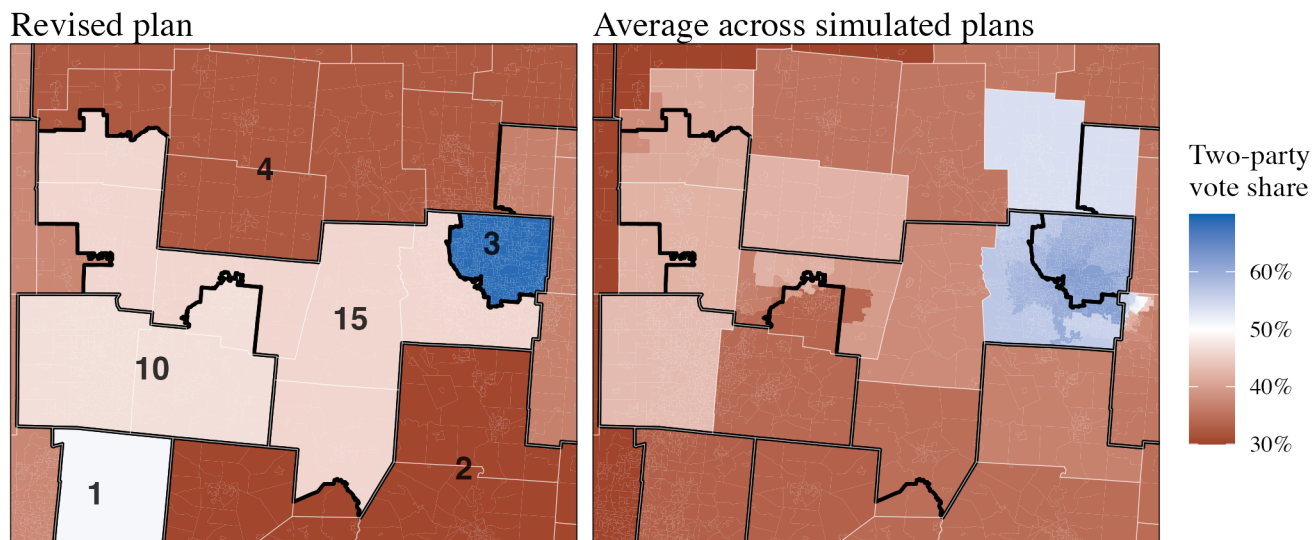 Revised plan
Average across simulated plans
4
3
15
10
1
2
Two-party
vote share
60%
50%
40%
30%